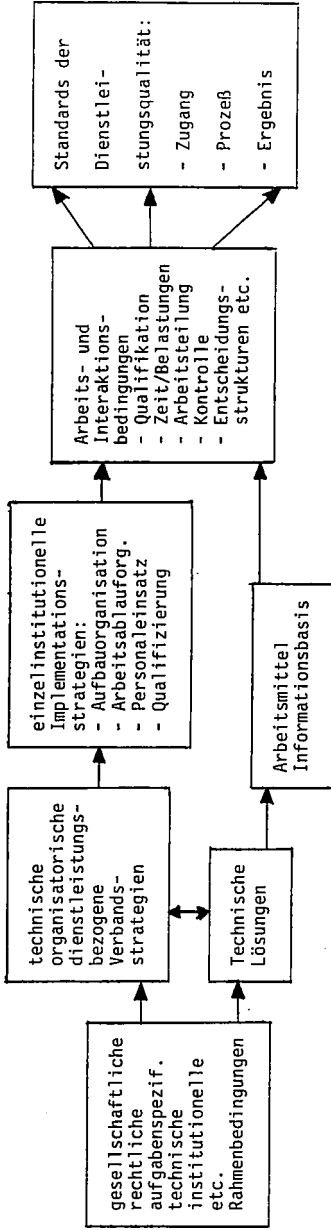 gesellschaftliche
rechtliche
aufgabenspezif.
technische
institutionelle
etc.
Rahmenbedingungen
technische
organisatorische
dienstleistungs-
bezogene
Verbands-
strategien
Technische
Lösungen
einzelinstitutionelle
Implementations-
strategien:
- Aufbauorganisation
- Arbeitsablauforg.
- Personaleinsatz
- Qualifizierung
Arbeitsmittel
Informationsbasis
Arbeits- und
Interaktions-
bedingungen
- Qualifikation
- Zeit/Belastungen
- Arbeitsteilung
- Kontrolle
- Entscheidungs-
strukturen etc.
Standards der
Dienstlei-
stungsqualität:
- Zugang
- Prozeß
- Ergebnis